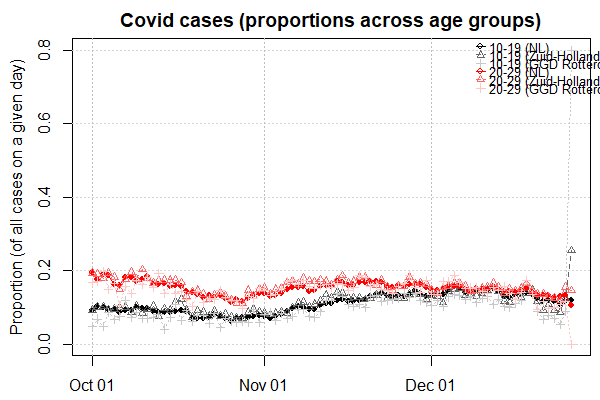 Covid cases (proportions across age groups)
Proportion (of all cases on a given day)
0.8
0.6
0.4
0.2
0.0
10-19 (NL)
10-19 (Zuid-Holland
10-19 (GGD Rotterd
20-29 (NL)
20-29 (Zuid-Holland
20-29 (GGD Rotterd
Oct 01
Nov 01
Dec 01